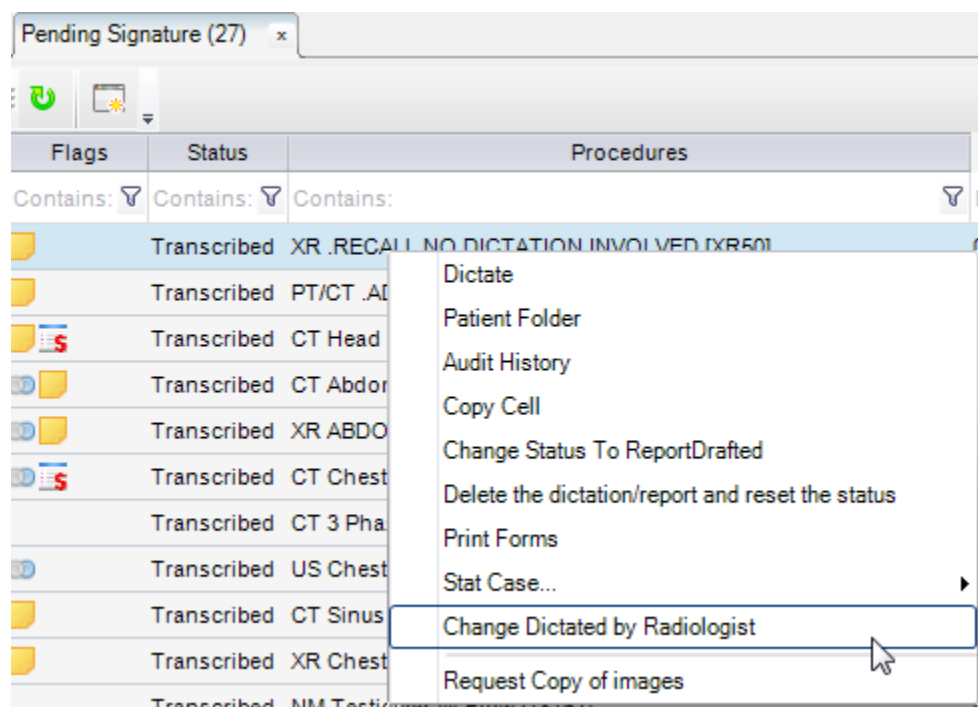 Pending Signature (27) x
Flags Status Procedures
Contains: Contains: Contains:
Transcribed XR .RECALL NO DICTATION INVOLVED [XR50]
Dictate
Transcribed PT/CT
Patient Folder
Transcribed CT Head
Audit History
Transcribed CT Abdor
Copy Cell
Transcribed XR ABDO
Change Status To ReportDrafted
Transcribed CT Chest
Delete the dictation/report and reset the status
Transcribed CT 3 Pha
Print Forms
Transcribed US Chest
Stat Case...
Transcribed CT Sinus
Change Dictated by Radiologist
Transcribed XR Chest
Request Copy of images
Transcribed NM